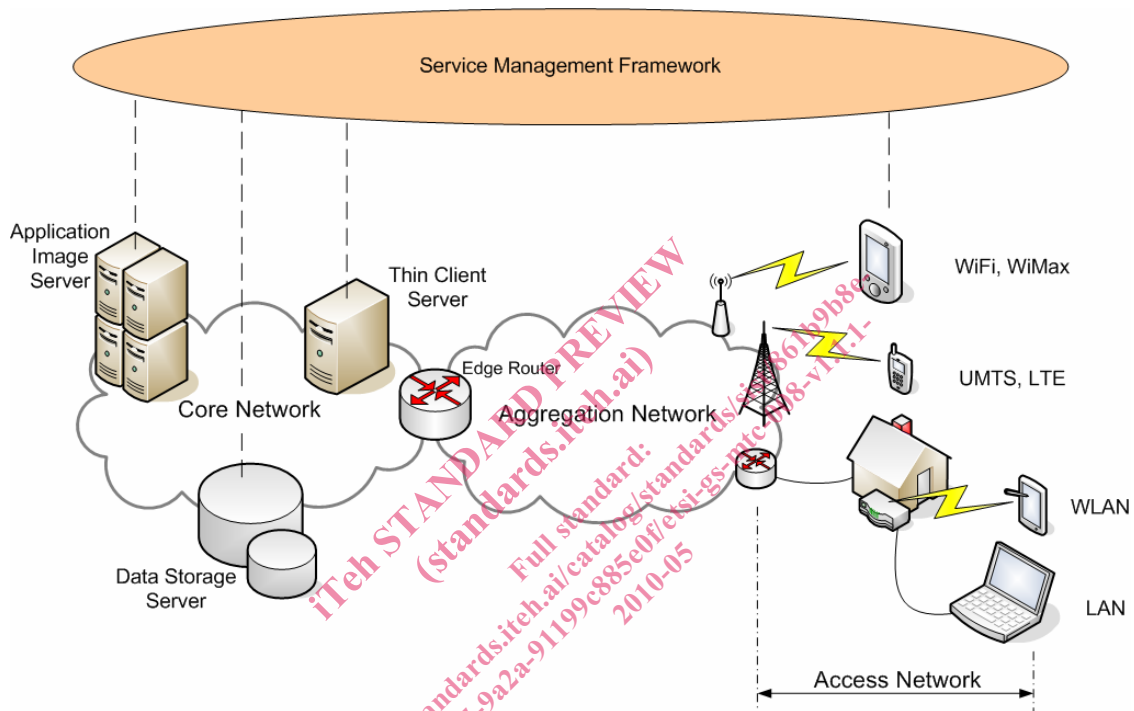 Service Management Framework
Application
Image
Server
Thin Client
Server
WiFi, WiMax
Edge Router
UMTS, LTE
Core Network
Aggregation Network
WLAN
Data Storage
Server
LAN
Access Network
iTeh STANDARD PREVIEW
(standards.iteh.ai)
Full standard:
2010-05